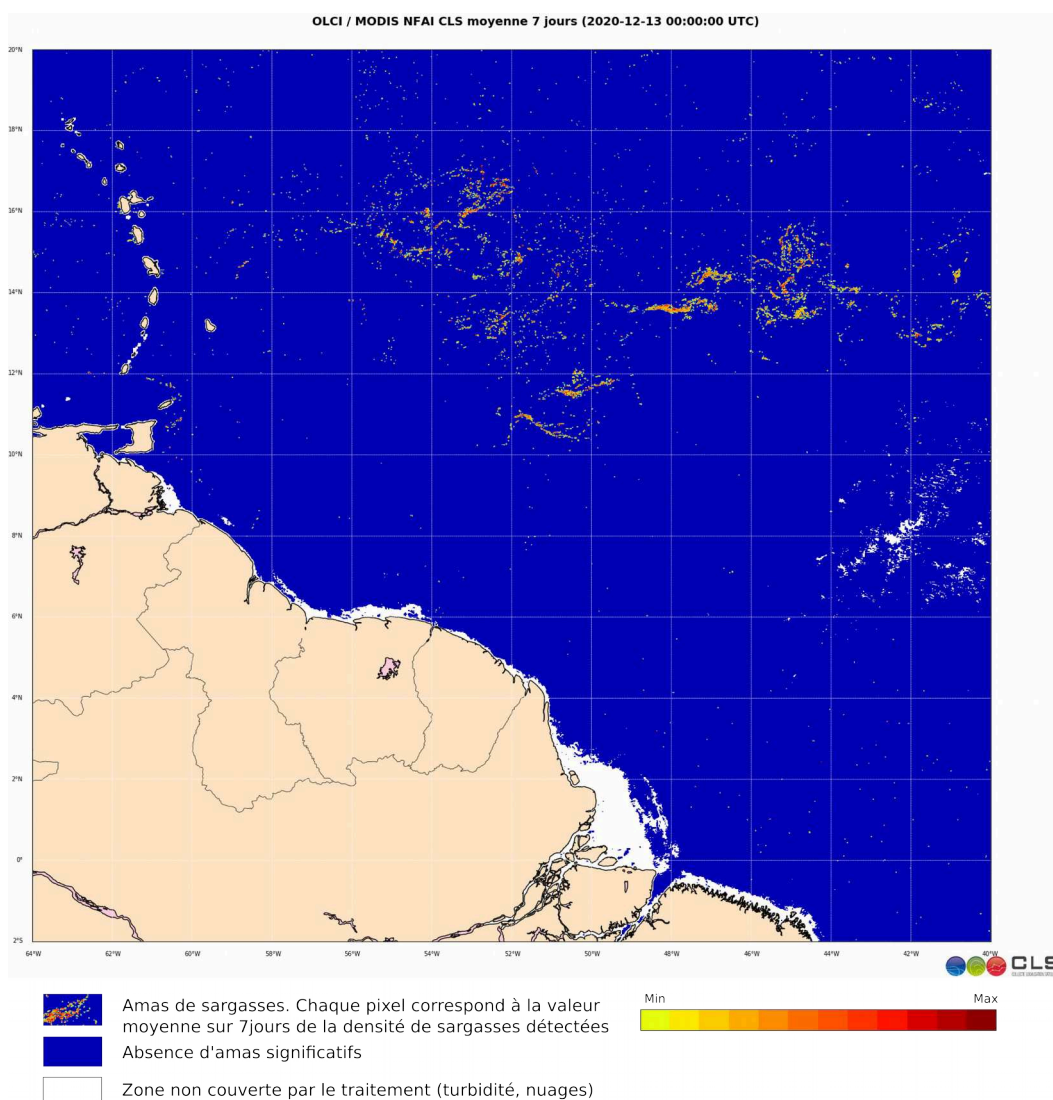 OLCI / MODIS NFAI CLS moyenne 7 jours (2020-12-13 00:00:00 UTC)
20°N
18°N
16°N
14°N
12°N
10°N
8°N
6°N
4°N
2°N
0°
2°S
64°W 62°W 60°W 58°W 56°W 54°W 52°W 50°W 48°W 46°W 44°W 42°W 40°W
CLS
Min Max
Amas de sargasses. Chaque pixel correspond à la valeur
moyenne sur 7jours de la densité de sargasses détectées
Absence d'amas significatifs
Zone non couverte par le traitement (turbidité, nuages)